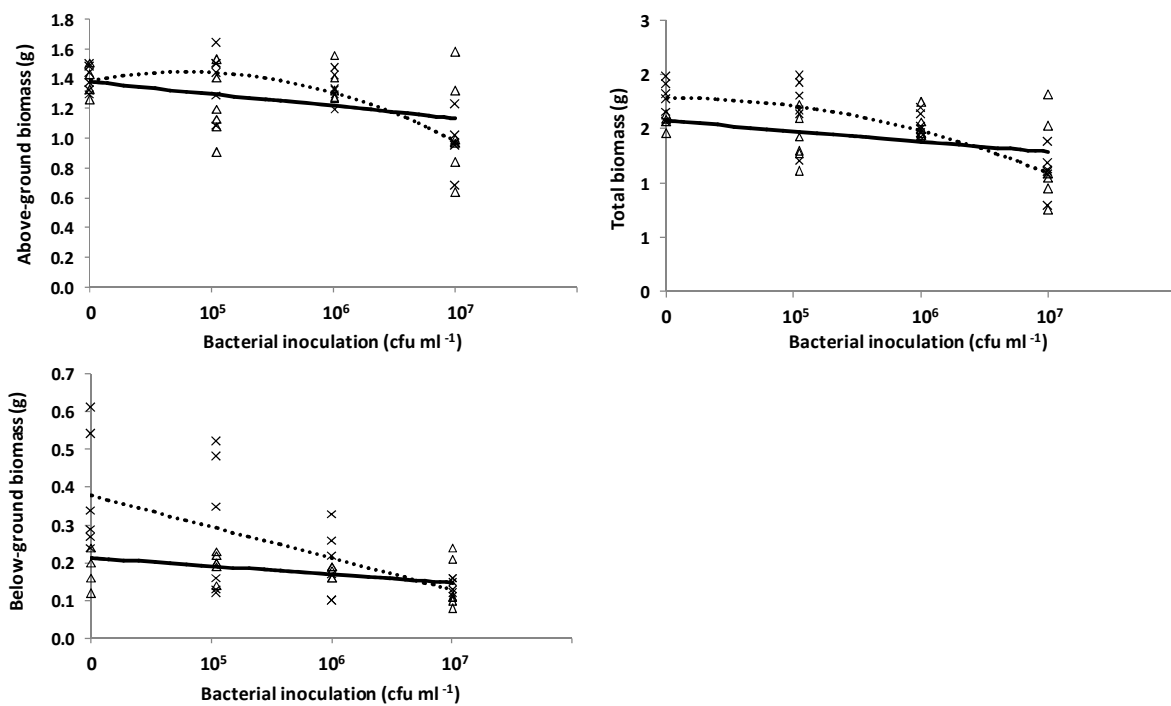 Above-ground biomass (g)
1.8
1.6
1.4
1.2
1.0
0.8
0.6
0.4
0.2
0.0
0 10⁵ 10⁶ 10⁷
Bacterial inoculation (cfu ml ⁻¹)
Total biomass (g)
3
2
2
1
1
0
0 10⁵ 10⁶ 10⁷
Bacterial inoculation (cfu ml ⁻¹)
Below-ground biomass (g)
0.7
0.6
0.5
0.4
0.3
0.2
0.1
0.0
0 10⁵ 10⁶ 10⁷
Bacterial inoculation (cfu ml ⁻¹)